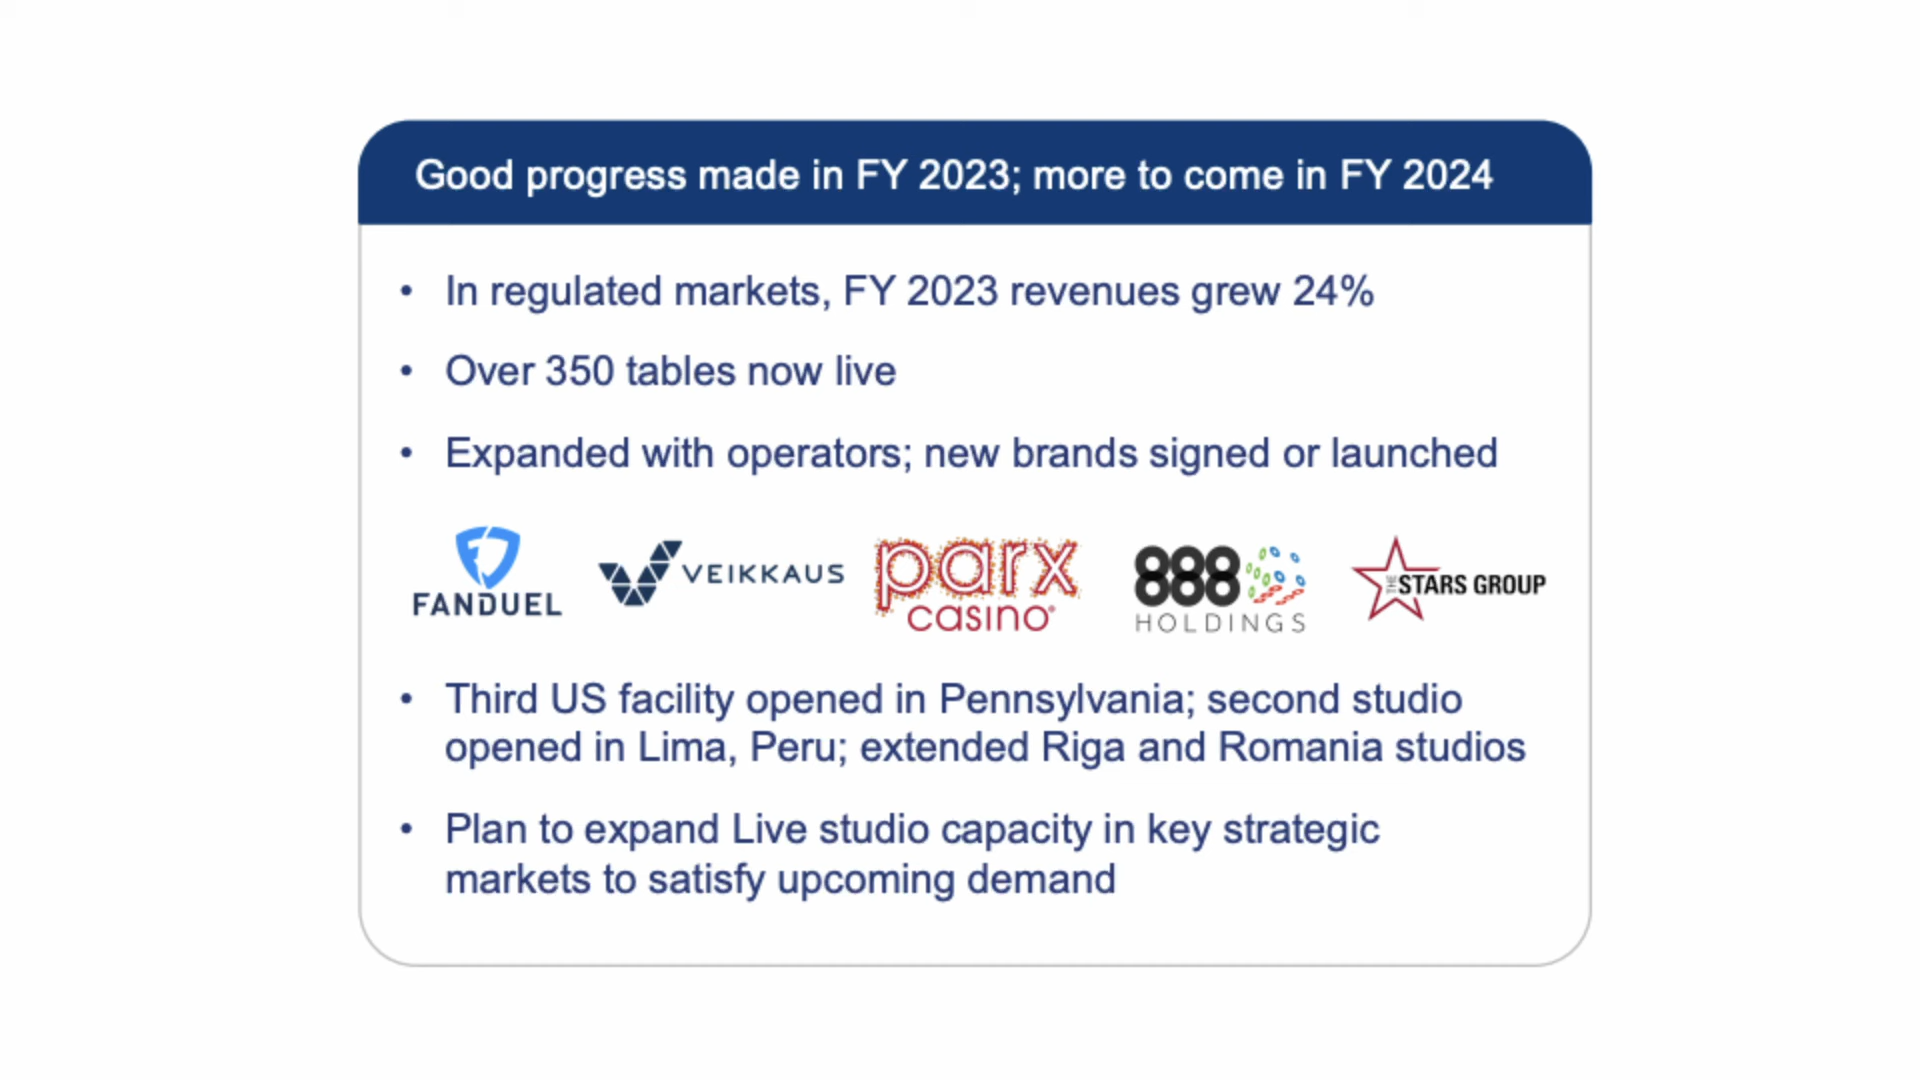 Good progress made in FY 2023; more to come in FY 2024
• In regulated markets, FY 2023 revenues grew 24%
• Over 350 tables now live
• Expanded with operators; new brands signed or launched
FANDUEL
VEIKKAUS
parx
casino®
888
HOLDINGS
THE STARS GROUP
• Third US facility opened in Pennsylvania; second studio
opened in Lima, Peru; extended Riga and Romania studios
• Plan to expand Live studio capacity in key strategic
markets to satisfy upcoming demand